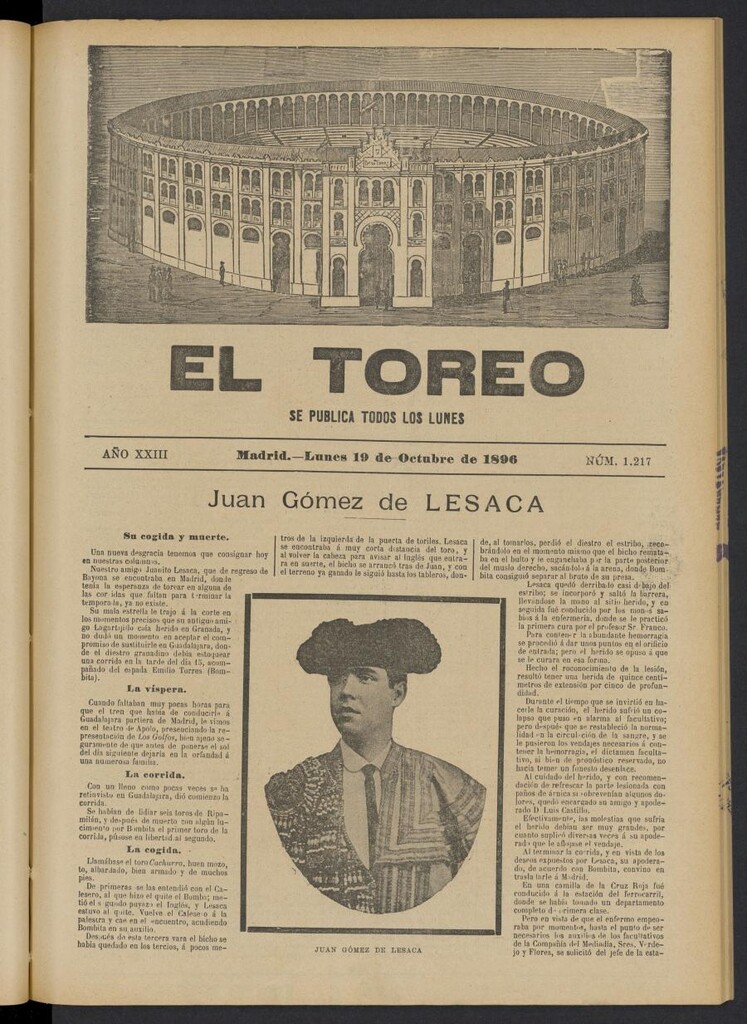 EL TOREO
SE PUBLICA TODOS LOS LUNES
AÑO XXIII
Madrid.—Lunes 19 de Octubre de 1896
NÚM. 1.217
Juan Gómez de LESACA
Su cogida y muerte.
Una nueva desgracia tenemos que consignar hoy
en nuestras columnas.
Nuestro amigo Juanito Lesaca, que de regreso de
Bayona se encontraba en Madrid, donde
tenía la esperanza de torear en alguna de
las corridas que faltan para terminar la
temporada, ya no existe.
Su mala estrella le trajo á la corte en
los momentos precisos que su antiguo amigo
Lagartijillo caía herido en Granada, y
no dudó un momento en aceptar el compromiso
de sustituirle en Guadalajara, donde
el diestro granadino debía estoquear
una corrida en la tarde del día 15, acompañado
del espada Emilio Torres (Bombita).
La víspera.
Cuando faltaban muy pocas horas para
que el tren que había de conducirle á
Guadalajara partiera de Madrid, le vimos
en el teatro de Apolo, presenciando la representación
de Los Golfos, bien ajeno seguramente
de que antes de ponerse el sol
del día siguiente dejaría en la orfandad á
una numerosa familia.
La corrida.
Con un lleno como pocas veces se ha
registrado en Guadalajara, dió comienzo la
corrida.
Se habían de lidiar seis toros de Ripamilán,
y después de muerto con algún lucimiento
por Bombita el primer toro de la
corrida, púsose en libertad al segundo.
La cogida.
Llamábase el toro Cachurro, buen mozo,
albardado, bien armado y de muchos
pies.
De primeras se las entendió con el Calesero,
al que hizo el quite el Bomba; metió
el segundo puyazo el Inglés, y Lesaca
estuvo al quite. Vuelve el Calesero á la
palestra y cae en el encuentro, acudiendo
Bombita en su auxilio.
Después de esta tercera vara el bicho se
había quedado en los tercios, á pocos metros
de la izquierda de la puerta de toriles. Lesaca
se encontraba á muy corta distancia del toro, y
al volver la cabeza para avisar al Inglés que entrara
en suerte, el bicho se arrancó tras de Juan, y con
el terreno ya ganado le siguió hasta los tableros, donde,
al tomarlos, perdió el diestro el estribo, recobrándolo
en el momento mismo que el bicho remataba
en el bulto y le enganchaba por la parte posterior
del muslo derecho, sacándolo á la arena, donde Bombita
consiguió separar al bruto de su presa.
Lesaca quedó derribado casi debajo del
estribo; se incorporó y saltó la barrera,
llevándose la mano al sitio herido, y en
seguida fué conducido por los monos sabios
á la enfermería, donde se le practicó
la primera cura por el profesor Sr. Franco.
Para contener la abundante hemorragia
se procedió á dar unos puntos en el orificio
de entrada; pero el herido se opuso á que
se le curara en esa forma.
Hecho el reconocimiento de la lesión,
resultó tener una herida de quince centímetros
de extensión por cinco de profundidad.
Durante el tiempo que se invirtió en hacerle
la curación, el herido sufrió un colapso
que puso en alarma al facultativo;
pero después que se restableció la normalidad
en la circulación de la sangre, y se
le pusieron los vendajes necesarios á contener
la hemorragia, el dictamen facultativo,
si bien de pronóstico reservado, no
hacía temer un funesto desenlace.
Al cuidado del herido, y con recomendación
de refrescar la parte lesionada con
paños de árnica si sobrevenían algunos dolores,
quedó encargado su amigo y apoderado
D. Luis Castillo.
Efectivamente, las molestias que sufría
el herido debían ser muy grandes, por
cuanto suplicó diversas veces á su apoderado
que le aflojase el vendaje.
Al terminar la corrida, y en vista de los
deseos expuestos por Lesaca, su apoderado,
de acuerdo con Bombita, convino en
trasladarle á Madrid.
En una camilla de la Cruz Roja fué
conducido á la estación del ferrocarril,
donde se había tomado un departamento
completo de primera clase.
Pero en vista de que el enfermo empeoraba
por momentos, hasta el punto de ser
necesarios los auxilios de los facultativos
de la Compañía del Mediodía, Sres. Verdejo
y Flores, se solicitó del jefe de la esta-
JUAN GÓMEZ DE LESACA